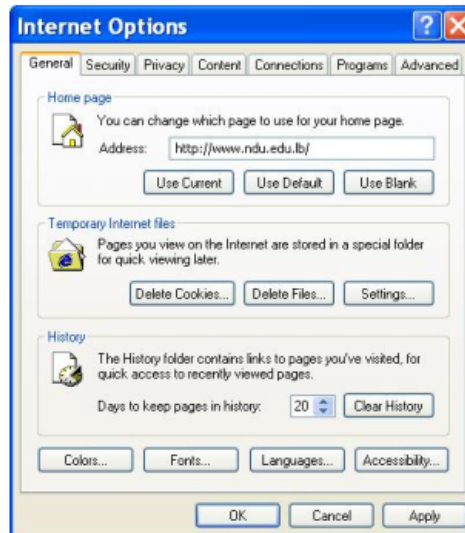 Internet Options
General Security Privacy Content Connections Programs Advanced
Home page
You can change which page to use for your home page.
Address: http://www.ndu.edu.lb/
Use Current Use Default Use Blank
Temporary Internet files
Pages you view on the Internet are stored in a special folder
for quick viewing later.
Delete Cookies... Delete Files... Settings...
History
The History folder contains links to pages you've visited, for
quick access to recently viewed pages.
Days to keep pages in history: 20 Clear History
Colors... Fonts... Languages... Accessibility...
OK Cancel Apply